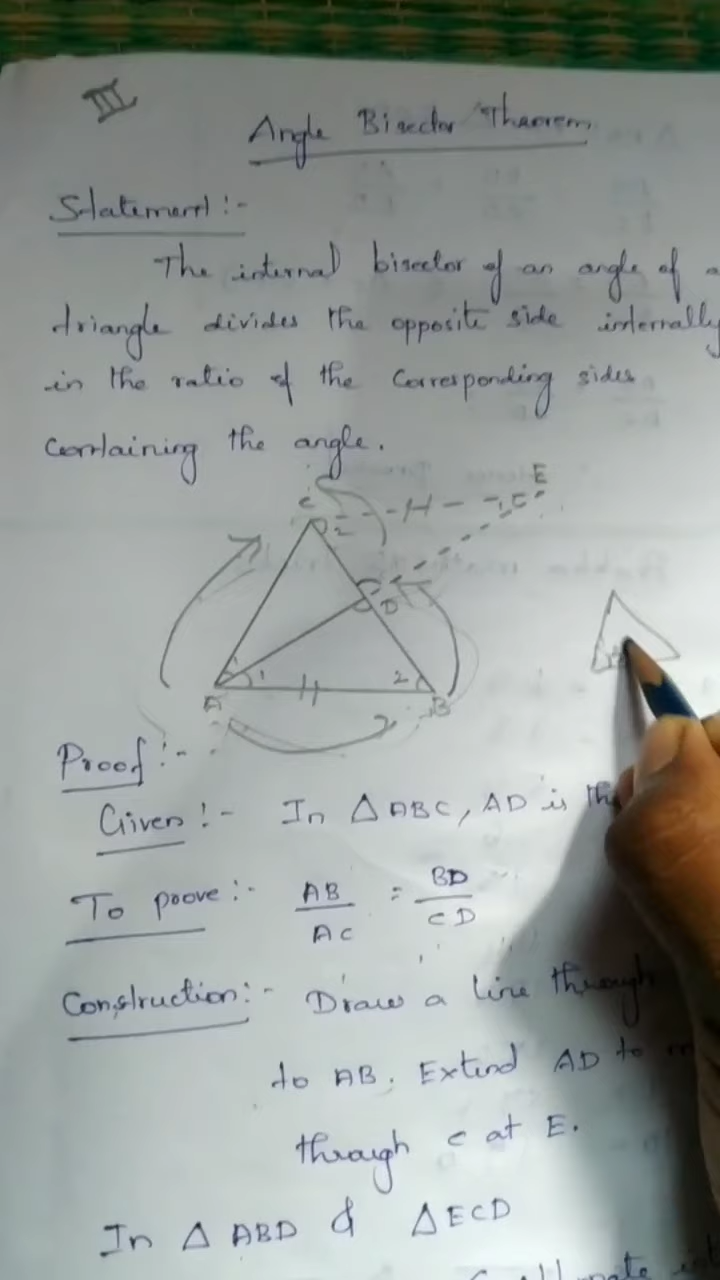 III
Angle Bisector Theorem
Statement :-
The internal bisector of an angle of a
triangle divides the opposite side internally
in the ratio of the corresponding sides
containing the angle.
E
C
2
D
1
2
A
B
Proof :-
Given :- In △ ABC, AD is the
To poove :- AB/AC = BD/CD
Construction :- Draw a line through
to AB. Extend AD to
through c at E.
In △ ABD & △ECD